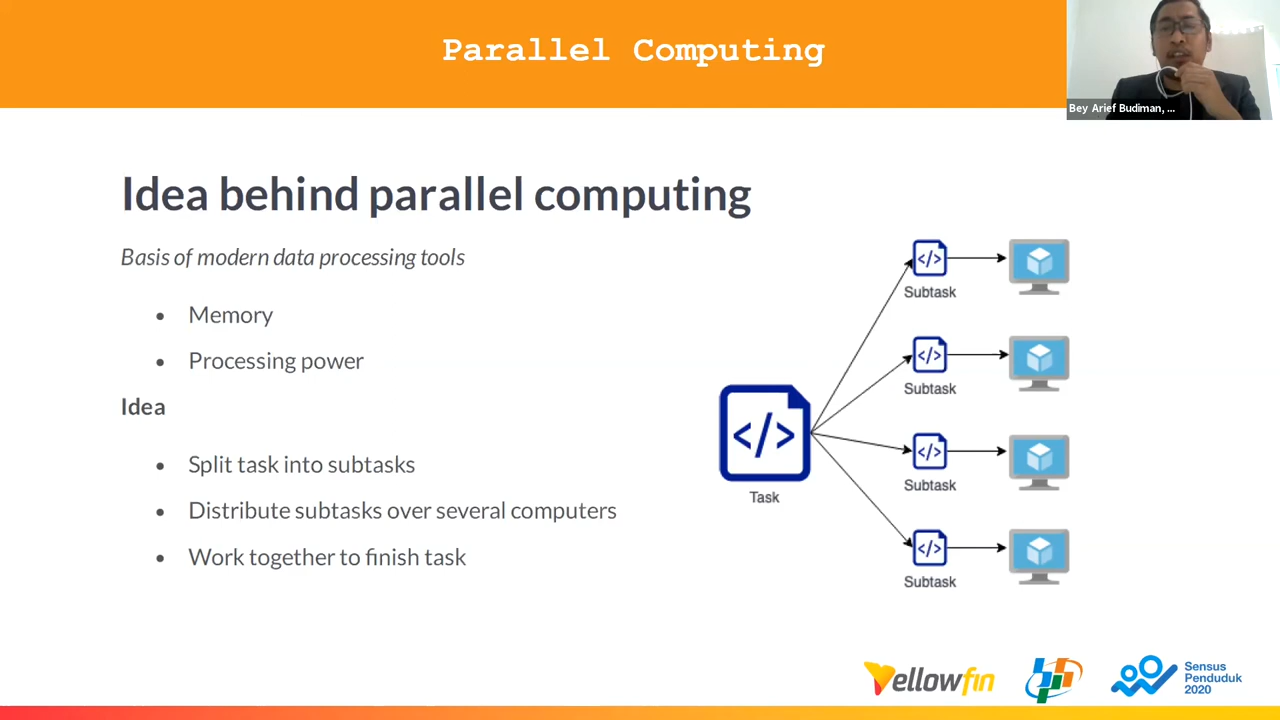 Parallel Computing
Bey Arief Budiman, ...
Idea behind parallel computing
Basis of modern data processing tools
• Memory
• Processing power
Idea
• Split task into subtasks
• Distribute subtasks over several computers
• Work together to finish task
</>
Task
</>
Subtask
</>
Subtask
</>
Subtask
</>
Subtask
Yellowfin
Sensus
Penduduk
2020